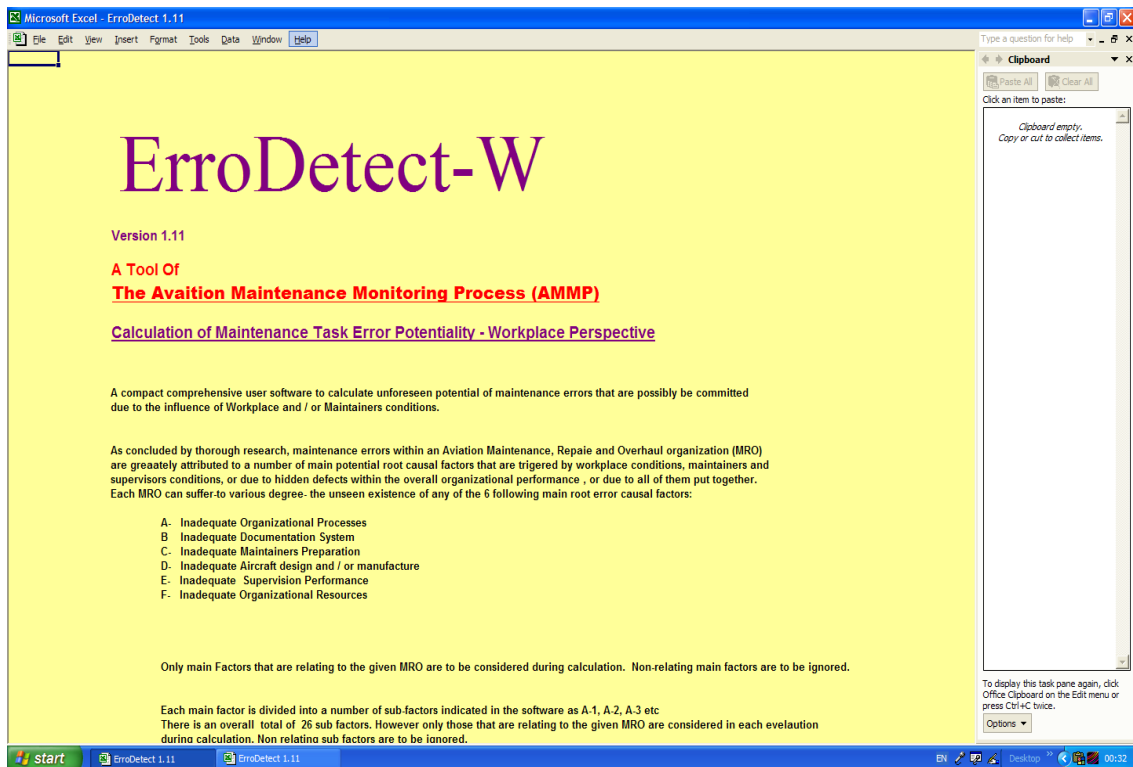 Microsoft Excel - ErroDetect 1.11
File Edit View Insert Format Tools Data Window Help
Type a question for help
Clipboard
Paste All Clear All
Click an item to paste:
Clipboard empty.
Copy or cut to collect items.
ErroDetect-W
Version 1.11
A Tool Of
The Avaition Maintenance Monitoring Process (AMMP)
Calculation of Maintenance Task Error Potentiality - Workplace Perspective
A compact comprehensive user software to calculate unforeseen potential of maintenance errors that are possibly be committed
due to the influence of Workplace and / or Maintainers conditions.
As concluded by thorough research, maintenance errors within an Aviation Maintenance, Repaie and Overhaul organization (MRO)
are greaately attributed to a number of main potential root causal factors that are trigered by workplace conditions, maintainers and
supervisors conditions, or due to hidden defects within the overall organizational performance , or due to all of them put together.
Each MRO can suffer-to various degree- the unseen existence of any of the 6 following main root error causal factors:
A- Inadequate Organizational Processes
B Inadequate Documentation System
C- Inadequate Maintainers Preparation
D- Inadequate Aircraft design and / or manufacture
E- Inadequate Supervision Performance
F- Inadequate Organizational Resources
Only main Factors that are relating to the given MRO are to be considered during calculation. Non-relating main factors are to be ignored.
Each main factor is divided into a number of sub-factors indicated in the software as A-1, A-2, A-3 etc
There is an overall total of 26 sub factors. However only those that are relating to the given MRO are considered in each evelaution
during calculation. Non relating sub factors are to be ignored.
To display this task pane again, click
Office Clipboard on the Edit menu or
press Ctrl+C twice.
Options
start ErroDetect 1.11 ErroDetect 1.11 EN Desktop 00:32